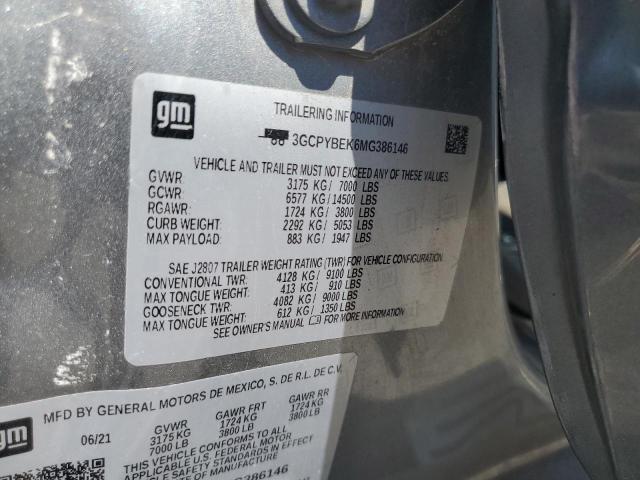 gm
TRAILERING INFORMATION
3GCPYBEK6MG386146
VEHICLE AND TRAILER MUST NOT EXCEED ANY OF THESE VALUES
GVWR: 3175 KG / 7000 LBS
GCWR: 6577 KG / 14500 LBS
RGAWR: 1724 KG / 3800 LBS
CURB WEIGHT: 2292 KG / 5053 LBS
MAX PAYLOAD: 883 KG / 1947 LBS
SAE J2807 TRAILER WEIGHT RATING (TWR) FOR VEHICLE CONFIGURATION
CONVENTIONAL TWR: 4128 KG / 9100 LBS
MAX TONGUE WEIGHT: 413 KG / 910 LBS
GOOSENECK TWR: 4082 KG / 9000 LBS
MAX TONGUE WEIGHT: 612 KG / 1350 LBS
SEE OWNER'S MANUAL FOR MORE INFORMATION
gm
MFD BY GENERAL MOTORS DE MEXICO, S. DE R.L. DE C.V.
06/21 GVWR GAWR FRT GAWR RR
3175 KG 1724 KG 1724 KG
7000 LB 3800 LB 3800 LB
THIS VEHICLE CONFORMS TO ALL
APPLICABLE U.S. FEDERAL MOTOR
VEHICLE SAFETY STANDARDS IN
OF MANUFACTURE
G386146